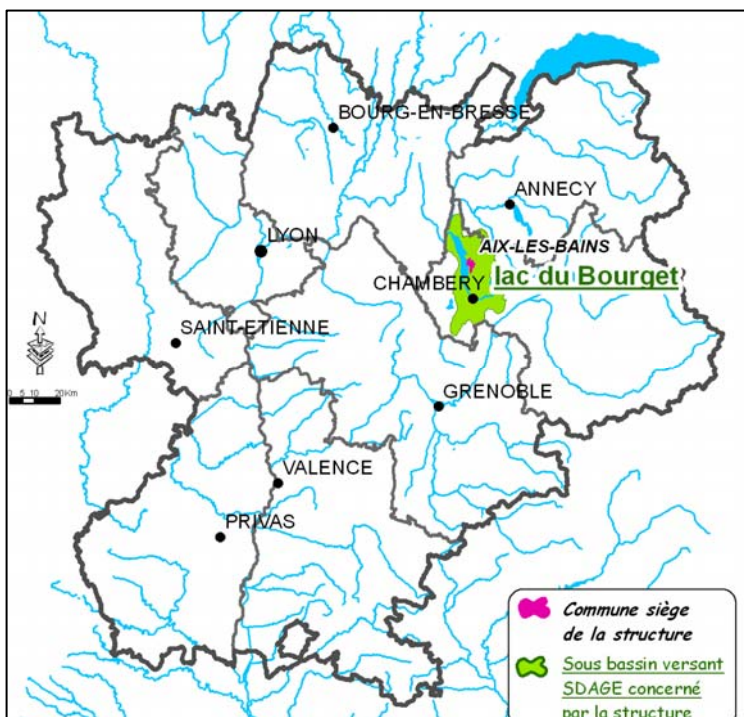 BOURG-EN-BRESSE
ANNECY
LYON
AIX-LES-BAINS
lac du Bourget
CHAMBERY
SAINT-ETIENNE
N
0 5 10 20Km
GRENOBLE
VALENCE
PRIVAS
Commune siège
de la structure
Sous bassin versant
SDAGE concerné
par la structure